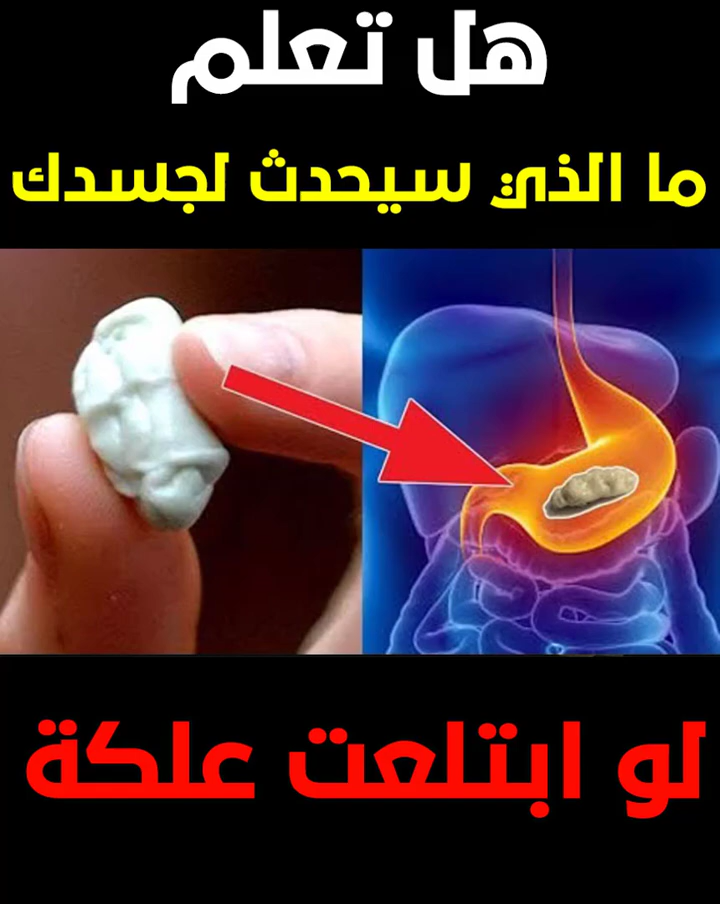 هل تعلم
ما الذي سيحدث لجسدك
لو ابتلعت علكة